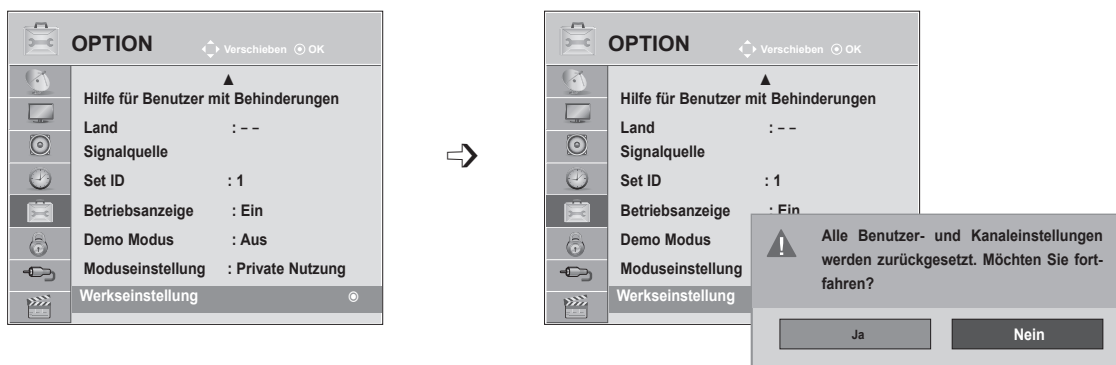 OPTION
Verschieben OK
Hilfe für Benutzer mit Behinderungen
Land : – –
Signalquelle
Set ID : 1
Betriebsanzeige : Ein
Demo Modus : Aus
Moduseinstellung : Private Nutzung
Werkseinstellung
OPTION
Verschieben OK
Hilfe für Benutzer mit Behinderungen
Land : – –
Signalquelle
Set ID : 1
Betriebsanzeige : Ein
Demo Modus
Moduseinstellung
Werkseinstellung
Alle Benutzer- und Kanaleinstellungen
werden zurückgesetzt. Möchten Sie fort-
fahren?
Ja Nein